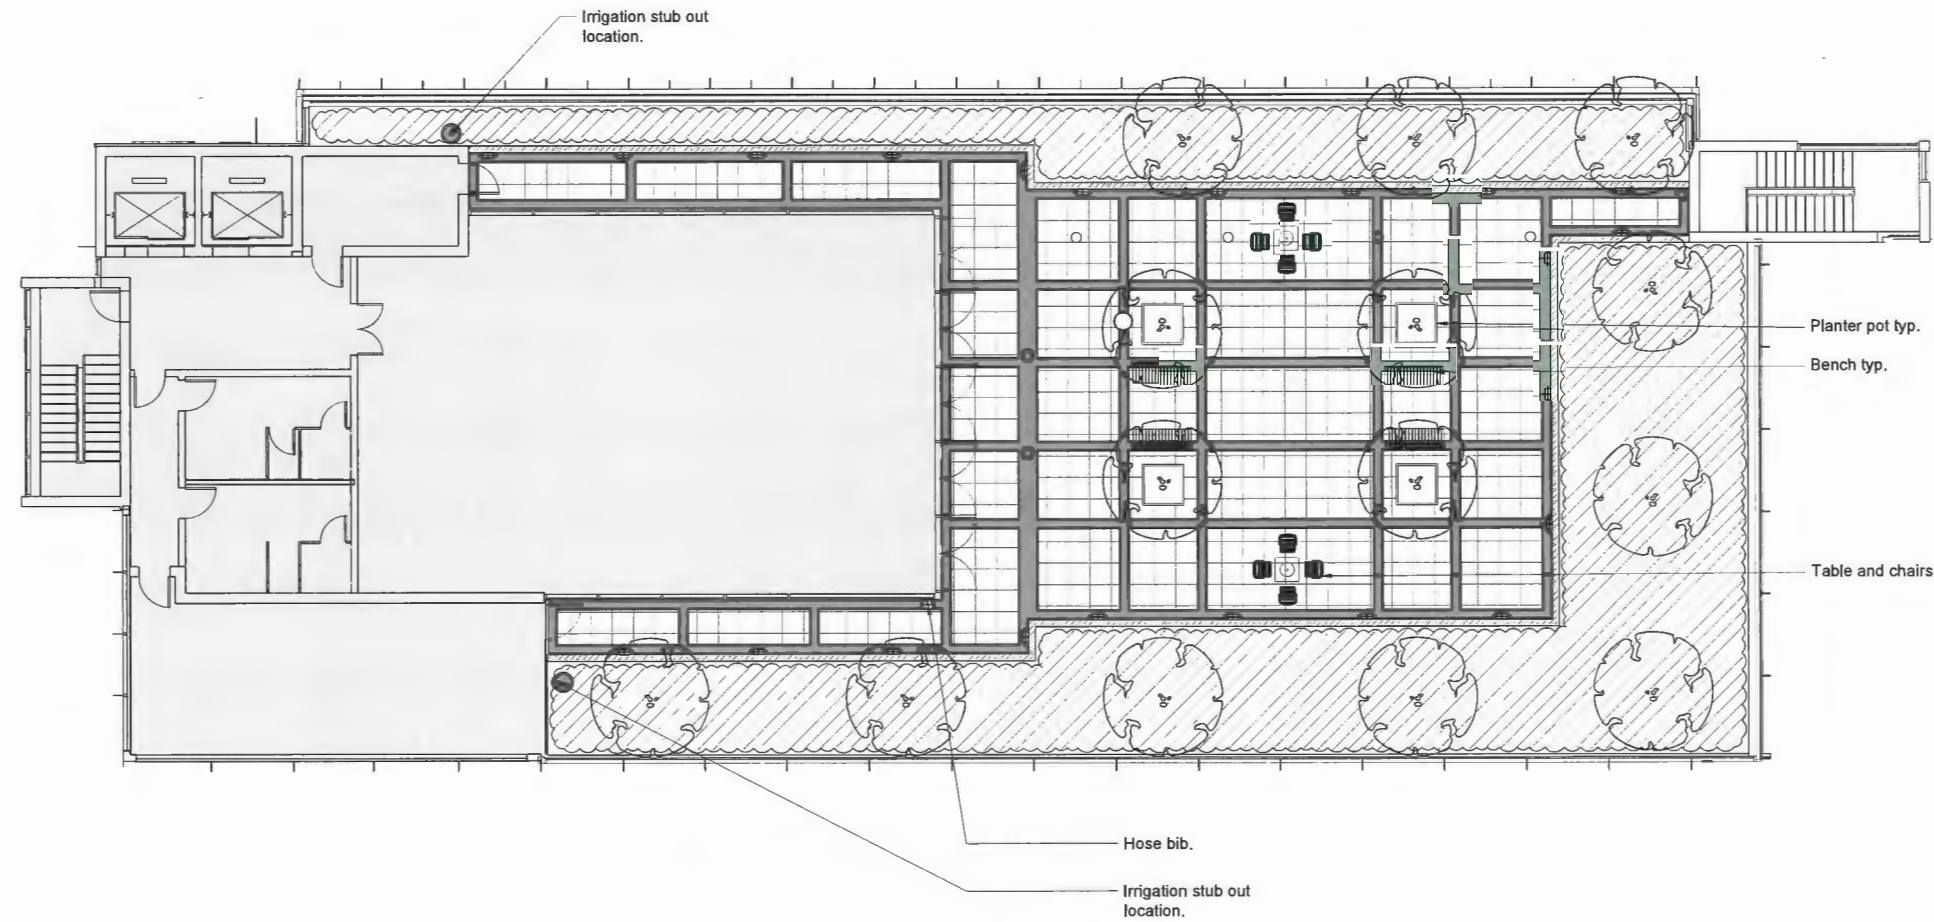 Irrigation stub out
location.
Planter pot typ.
Bench typ.
Table and chairs
Hose bib.
Irrigation stub out
location.